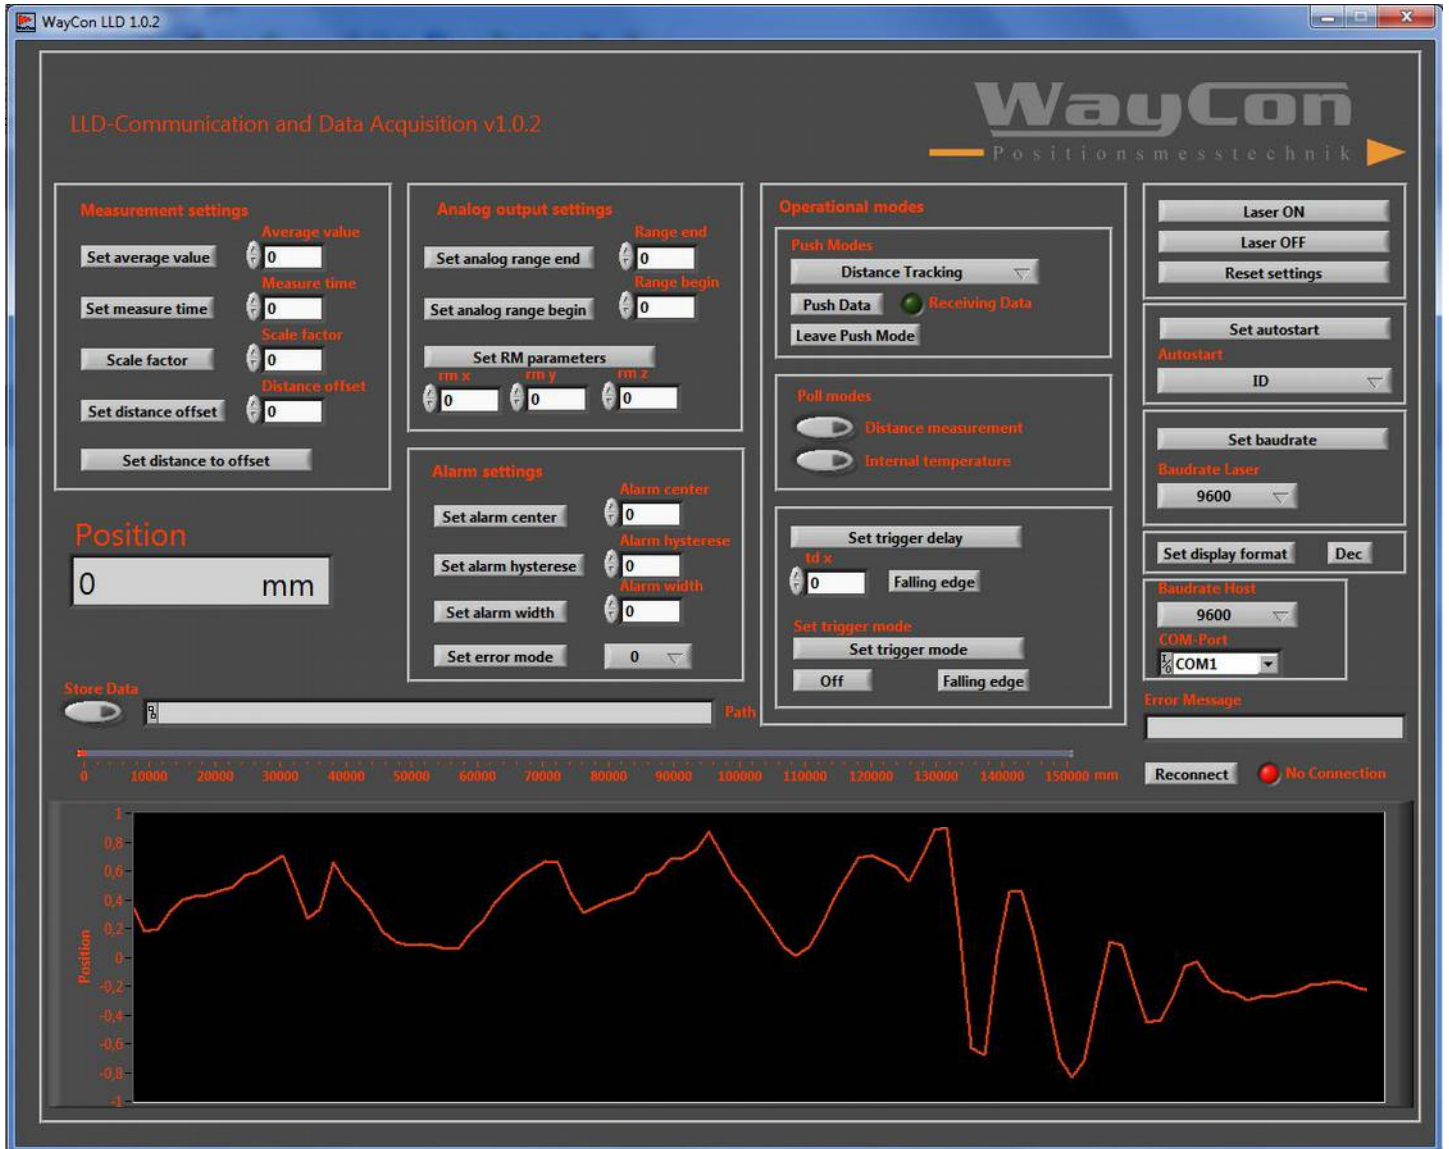 WayCon LLD 1.0.2
LLD-Communication and Data Acquisition v1.0.2
WayCon
Positionsmesstechnik
Measurement settings
Average value
Set average value
0
Measure time
Set measure time
0
Scale factor
Scale factor
0
Distance offset
Set distance offset
0
Set distance to offset
Position
0 mm
Analog output settings
Range end
Set analog range end
0
Range begin
Set analog range begin
0
Set RM parameters
rm x rm y rm z
0 0 0
Alarm settings
Alarm center
Set alarm center
0
Alarm hysterese
Set alarm hysterese
0
Alarm width
Set alarm width
0
Set error mode
0
Operational modes
Push Modes
Distance Tracking
Push Data
Receiving Data
Leave Push Mode
Poll modes
Distance measurement
Internal temperature
Set trigger delay
td x
0
Falling edge
Set trigger mode
Set trigger mode
Off
Falling edge
Laser ON
Laser OFF
Reset settings
Set autostart
Autostart
ID
Set baudrate
Baudrate Laser
9600
Set display format
Dec
Baudrate Host
9600
COM-Port
COM1
Error Message
Reconnect
No Connection
Store Data
Path
0 10000 20000 30000 40000 50000 60000 70000 80000 90000 100000 110000 120000 130000 140000 150000 mm
Position
1
0,8
0,6
0,4
0,2
0
-0,2
-0,4
-0,6
-0,8
-1